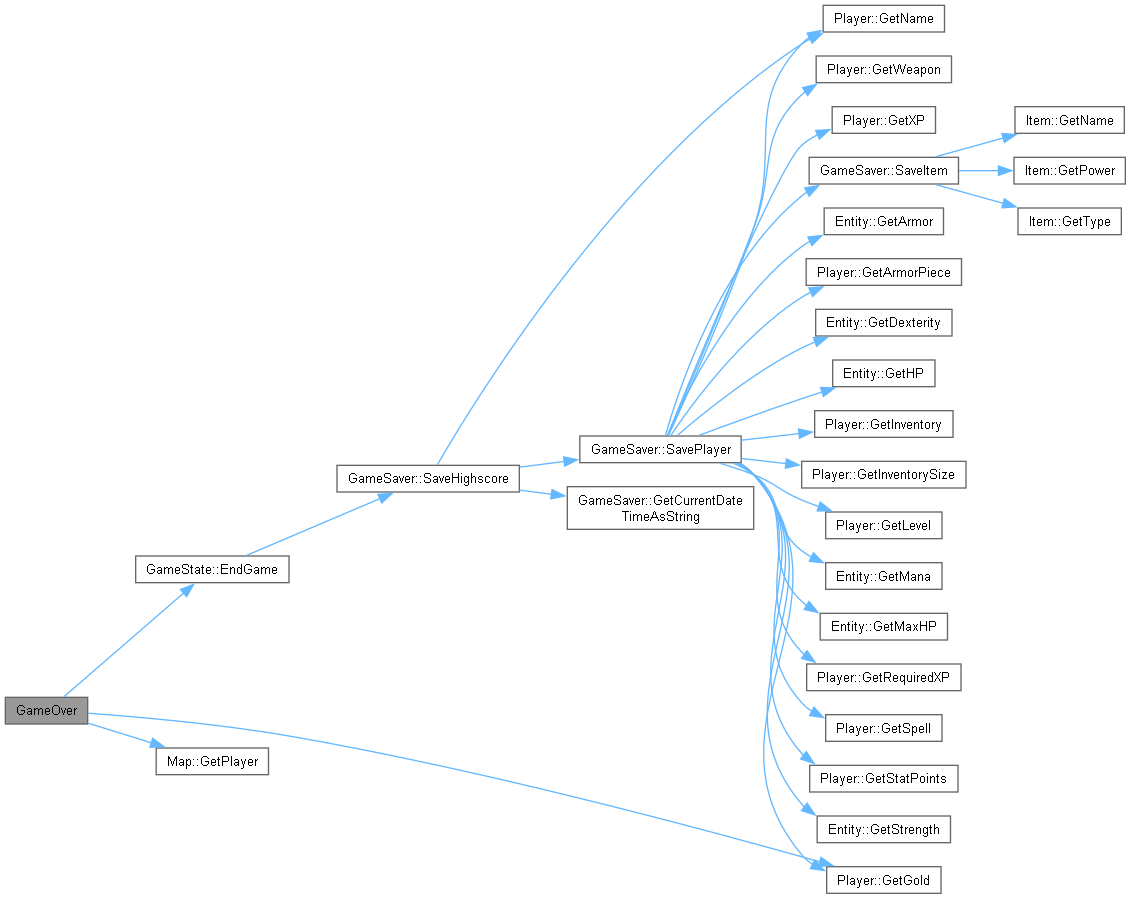 Player::GetName
Player::GetWeapon
Player::GetXP
Item::GetName
GameSaver::SaveItem
Item::GetPower
Entity::GetArmor
Item::GetType
Player::GetArmorPiece
Entity::GetDexterity
Entity::GetHP
Player::GetInventory
GameSaver::SavePlayer
GameSaver::SaveHighscore
Player::GetInventorySize
GameSaver::GetCurrentDate
TimeAsString
Player::GetLevel
GameState::EndGame
Entity::GetMana
Entity::GetMaxHP
Player::GetRequiredXP
GameOver
Player::GetSpell
Map::GetPlayer
Player::GetStatPoints
Entity::GetStrength
Player::GetGold